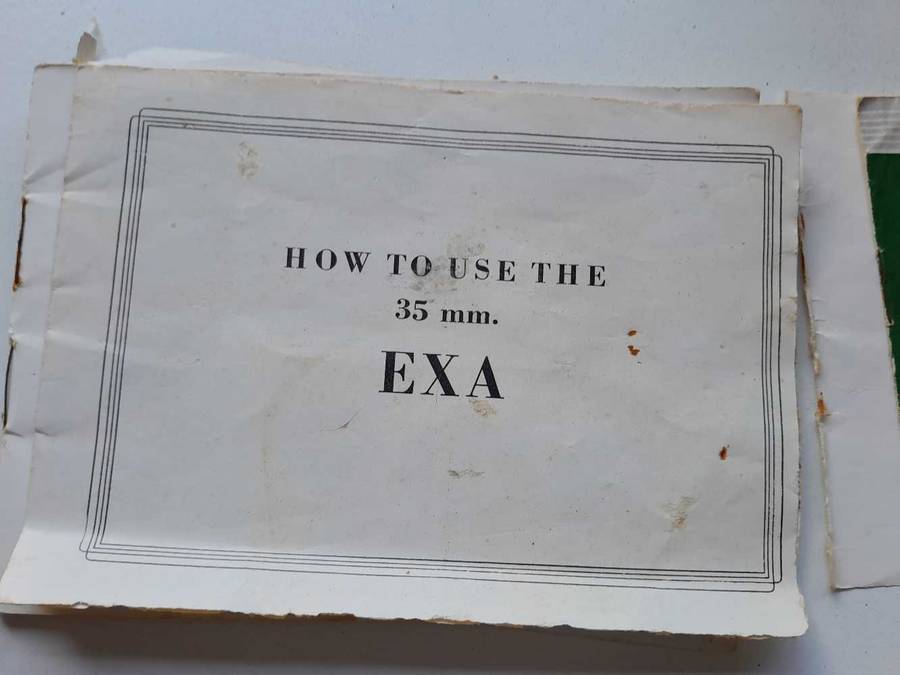 HOW TO USE THE
35 mm.
EXA